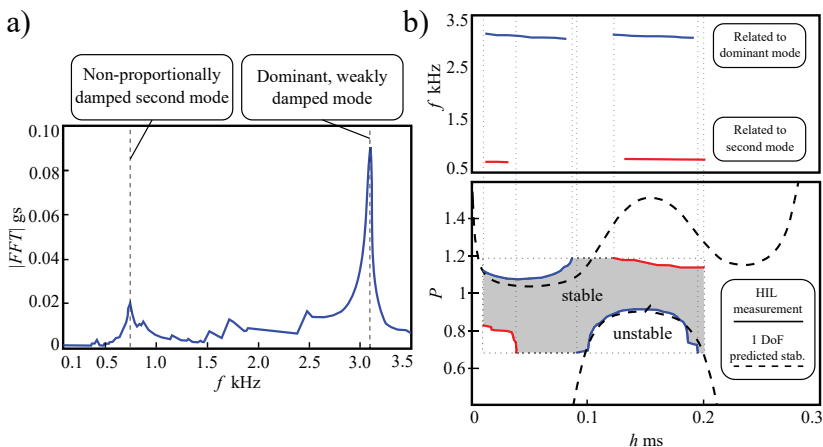 a)
Non-proportionally
damped second mode
Dominant, weakly
damped mode
0.10
0.08
0.06
0.04
0.02
0
|FFT| gs
0.1 0.5 1.0 1.5 2.0 2.5 3.0 3.5
f kHz
b)
3.5
2.5
1.5
0.5
f kHz
Related to
dominant mode
Related to
second mode
1.4
1.2
1
0.8
0.6
P
stable
unstable
HIL
measurement
1 DoF
predicted stab.
0 0.1 0.2 0.3
h ms